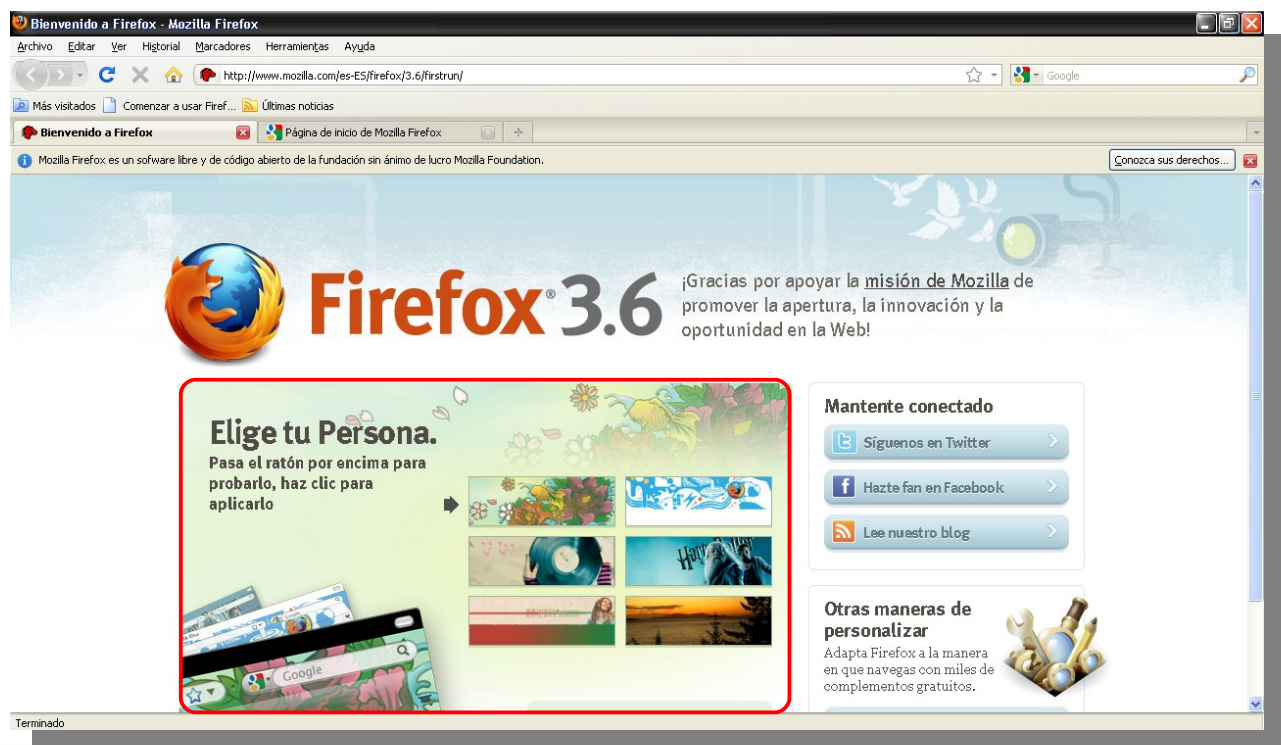 Bienvenido a Firefox - Mozilla Firefox
Archivo Editar Ver Historial Marcadores Herramientas Ayuda
http://www.mozilla.com/es-ES/firefox/3.6/firstrun/ Google
Más visitados Comenzar a usar Firef... Últimas noticias
Bienvenido a Firefox Página de inicio de Mozilla Firefox
Mozilla Firefox es un sofware libre y de código abierto de la fundación sin ánimo de lucro Mozilla Foundation. Conozca sus derechos...
Firefox® 3.6
¡Gracias por apoyar la misión de Mozilla de
promover la apertura, la innovación y la
oportunidad en la Web!
Elige tu Persona.
Pasa el ratón por encima para
probarlo, haz clic para
aplicarlo
Harry Potter
Google
Mantente conectado
Síguenos en Twitter
Hazte fan en Facebook
Lee nuestro blog
Otras maneras de
personalizar
Adapta Firefox a la manera
en que navegas con miles de
complementos gratuitos.
Terminado